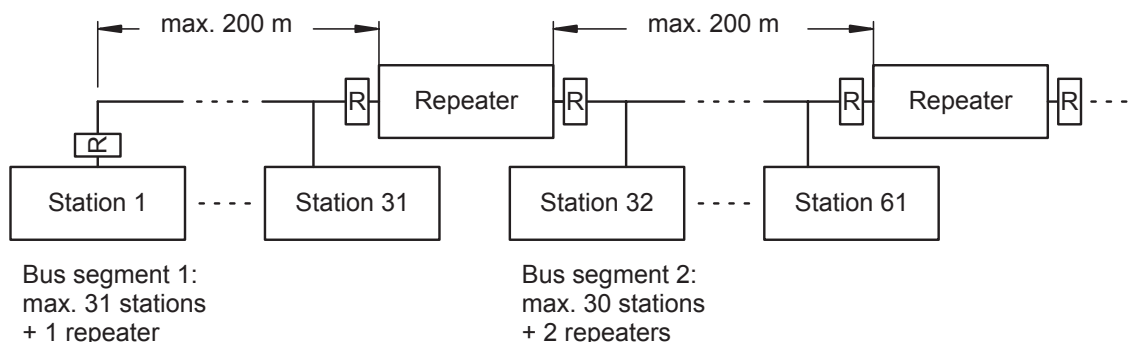 max. 200 m
max. 200 m
R
Repeater
R
R
Repeater
R
R
Station 1
Station 31
Station 32
Station 61
Bus segment 1:
max. 31 stations
+ 1 repeater
Bus segment 2:
max. 30 stations
+ 2 repeaters